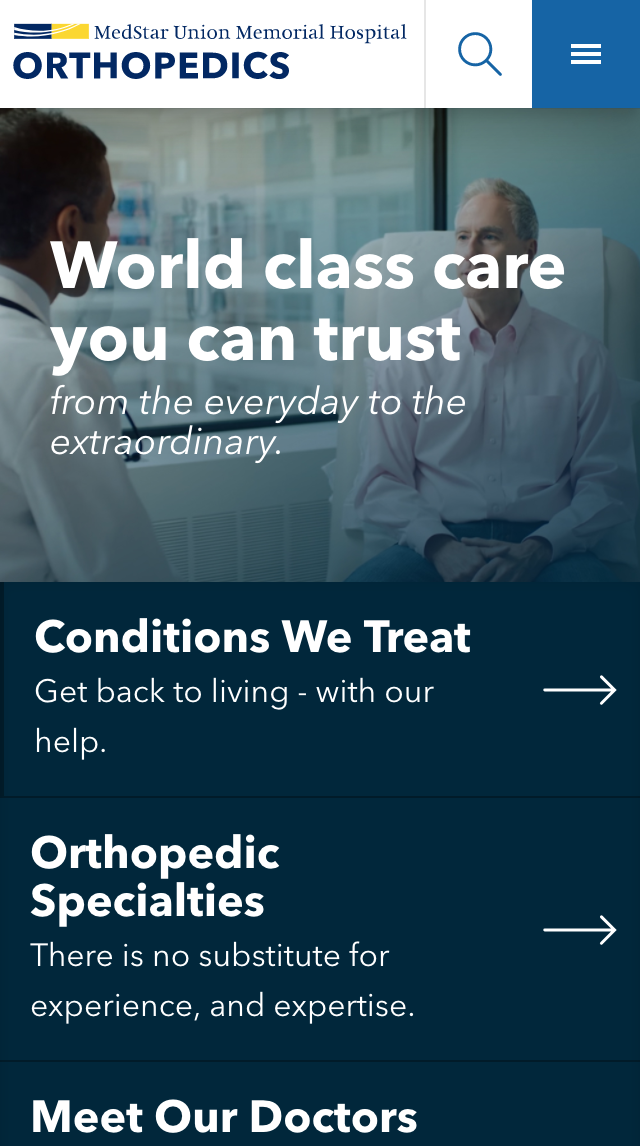 MedStar Union Memorial Hospital
ORTHOPEDICS
World class care
you can trust
from the everyday to the
extraordinary.
Conditions We Treat
Get back to living - with our
help.
Orthopedic
Specialties
There is no substitute for
experience, and expertise.
Meet Our Doctors